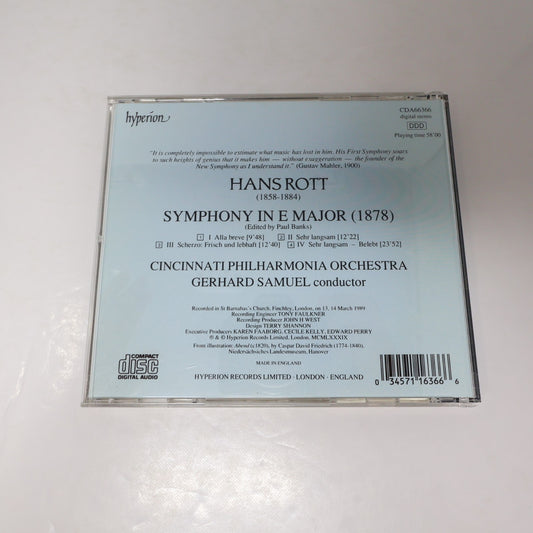 hyperion
CDA66366
digital stereo
DDD
Playing time 58'00
"It is completely impossible to estimate what music has lost in him. His First Symphony soars
to such heights of genius that it makes him — without exaggeration — the founder of the
New Symphony as I understand it." (Gustav Mahler, 1900)
HANS ROTT
(1858-1884)
SYMPHONY IN E MAJOR (1878)
(Edited by Paul Banks)
1 I Alla breve [9'48] 2 II Sehr langsam [12'22]
3 III Scherzo: Frisch und lebhaft [12'40] 4 IV Sehr langsam – Belebt [23'52]
CINCINNATI PHILHARMONIA ORCHESTRA
GERHARD SAMUEL conductor
Recorded in St Barnabas's Church, Finchley, London, on 13, 14 March 1989
Recording Engineer TONY FAULKNER
Recording Producer JOHN H WEST
Design TERRY SHANNON
Executive Producers KAREN FAABORG, CECILE KELLY, EDWARD PERRY
℗ & © Hyperion Records Limited, London, MCMLXXXIX
Front illustration: Abend (c1820), by Caspar David Friedrich (1774-1840),
Niedersächsisches Landesmuseum, Hanover
COMPACT
disc
DIGITAL AUDIO
MADE IN ENGLAND
HYPERION RECORDS LIMITED · LONDON · ENGLAND
0 34571 16366 6